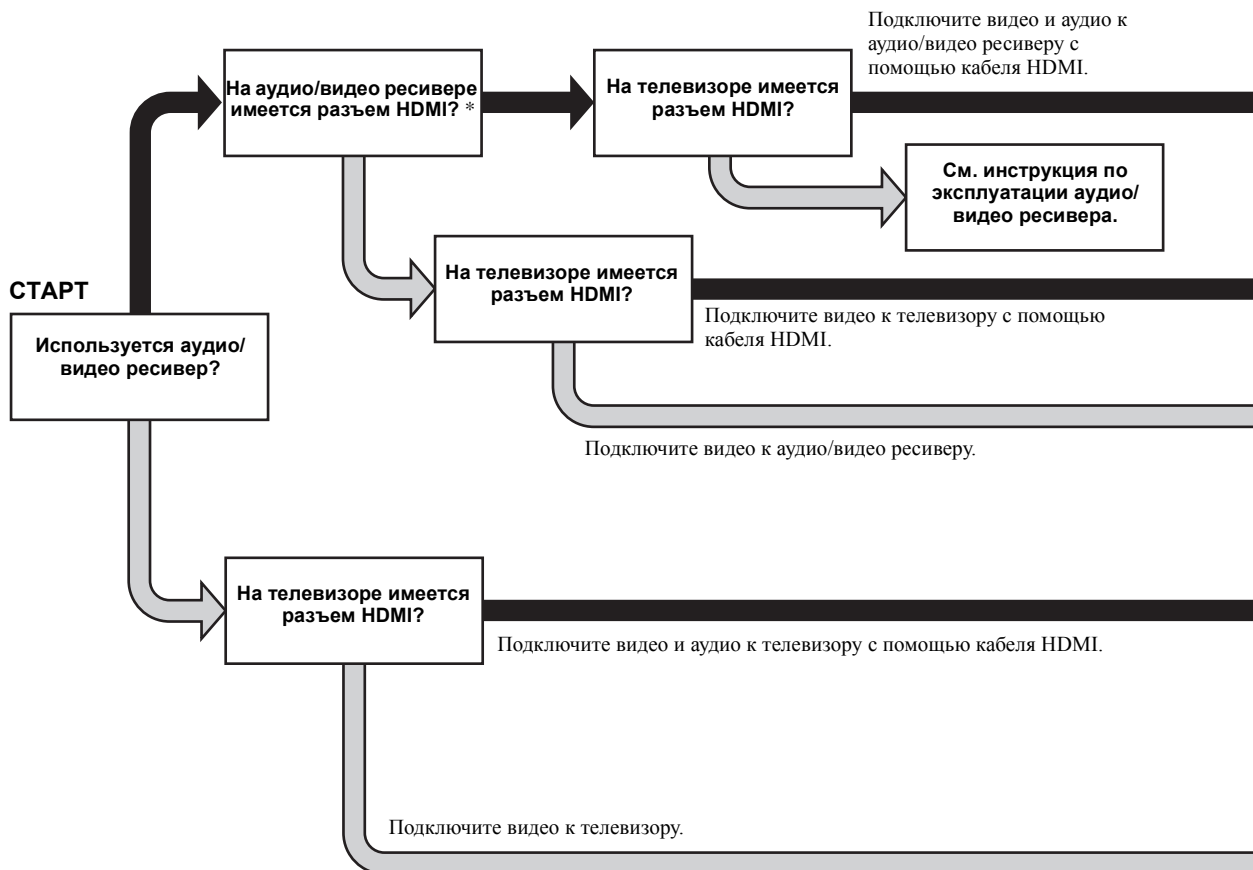 Подключите видео и аудио к
аудио/видео ресиверу с
помощью кабеля HDMI.
На аудио/видео ресивере
имеется разъем HDMI? *
На телевизоре имеется
разъем HDMI?
См. инструкция по
эксплуатации аудио/
видео ресивера.
На телевизоре имеется
разъем HDMI?
Подключите видео к телевизору с помощью
кабеля HDMI.
СТАРТ
Используется аудио/
видео ресивер?
Подключите видео к аудио/видео ресиверу.
На телевизоре имеется
разъем HDMI?
Подключите видео и аудио к телевизору с помощью кабеля HDMI.
Подключите видео к телевизору.